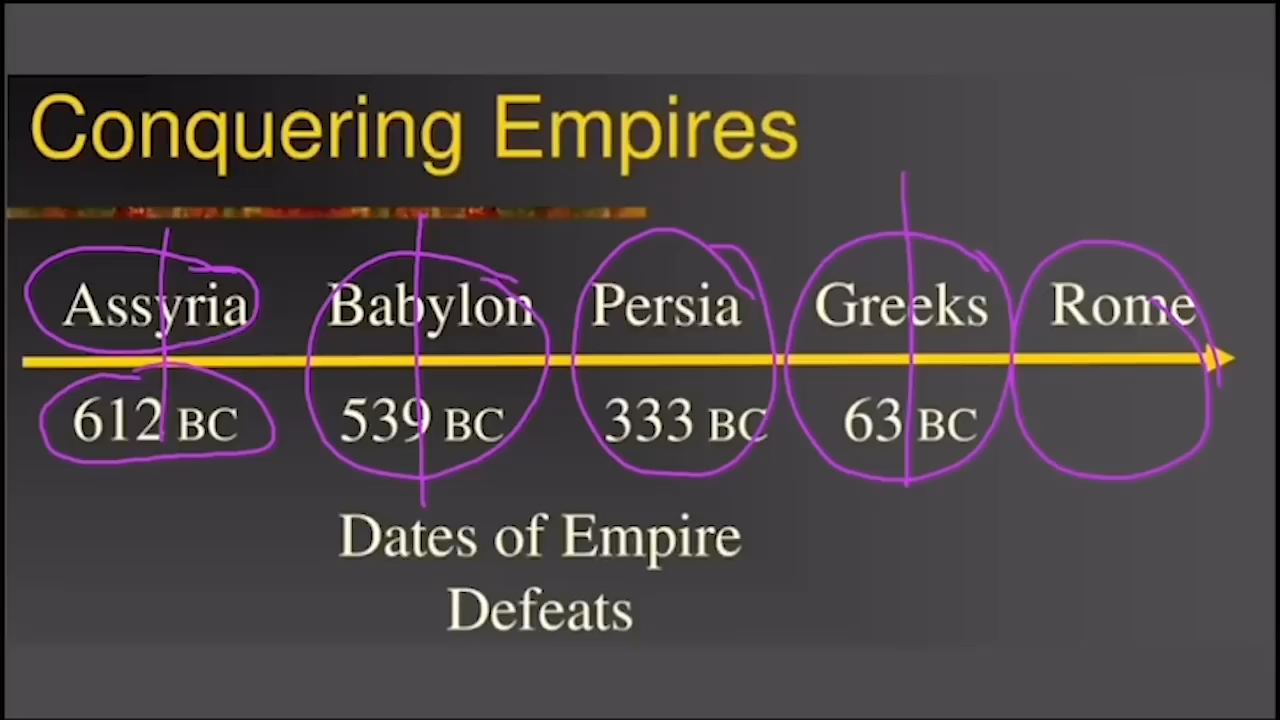 Conquering Empires
Assyria Babylon Persia Greeks Rome
612 BC 539 BC 333 BC 63 BC
Dates of Empire
Defeats